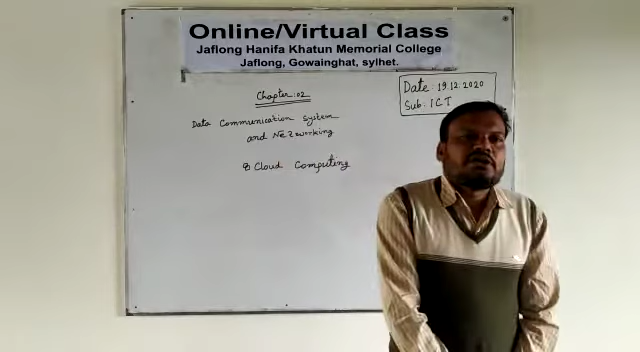 Online/Virtual Class
Jaflong Hanifa Khatun Memorial College
Jaflong, Gowainghat, sylhet.
Date: 19.12.2020
Sub: ICT
Chapter: 02
Data Communication System
and Networking
Cloud Computing